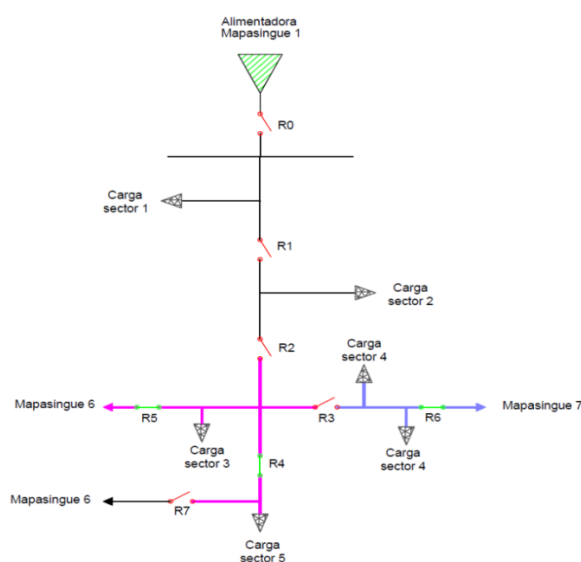 Alimentadora
Mapasingue 1
R0
Carga
sector 1
R1
Carga
sector 2
R2
Carga
sector 4
Mapasingue 6
R5
R3
R6
Mapasingue 7
Carga
sector 3
Carga
sector 4
R4
Mapasingue 6
R7
Carga
sector 5